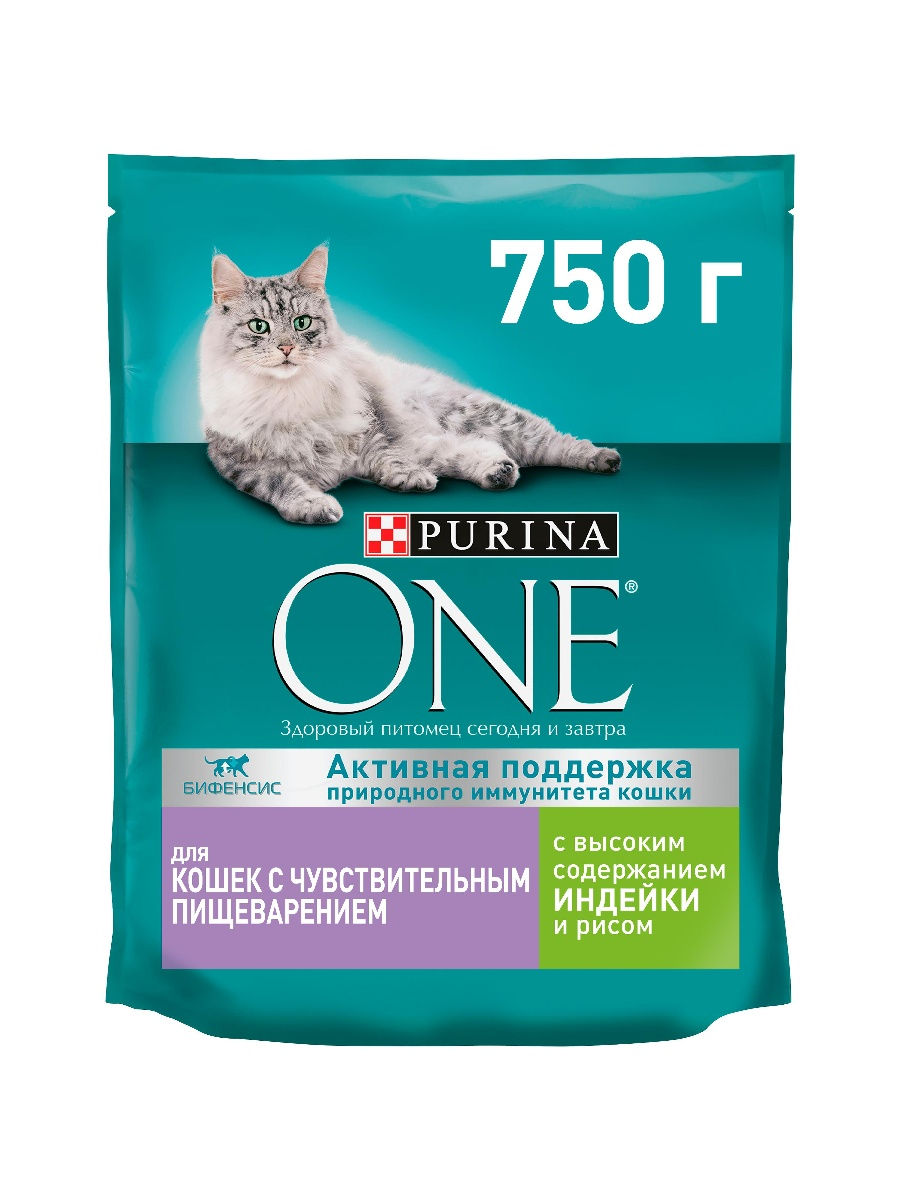 750 г
PURINA
ONE®
Здоровый питомец сегодня и завтра
БИФЕНСИС
Активная поддержка
природного иммунитета кошки
для
КОШЕК С ЧУВСТВИТЕЛЬНЫМ
ПИЩЕВАРЕНИЕМ
с высоким
содержанием
ИНДЕЙКИ
и рисом